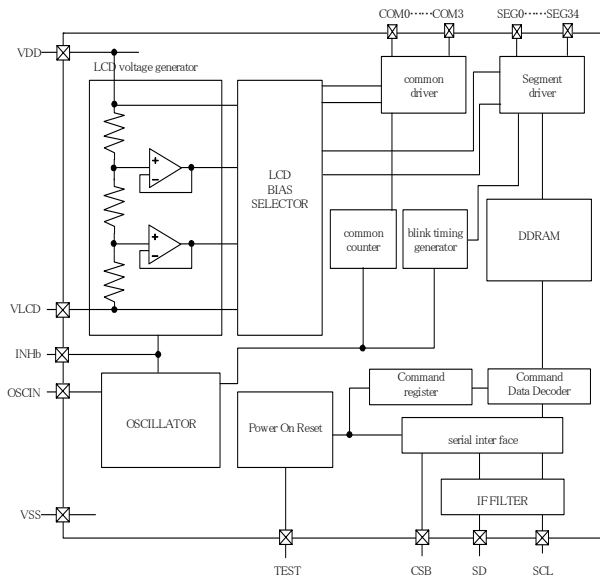 COM0······COM3
SEG0······SEG34
VDD
LCD voltage generator
common
driver
Segment
driver
LCD
BIAS
SELECTOR
common
counter
blink timing
generator
DDRAM
VLCD
INHb
OSCIN
OSCILLATOR
Command
register
Command
Data Decoder
Power On Reset
serial inter face
IF FILTER
VSS
TEST
CSB
SD
SCL